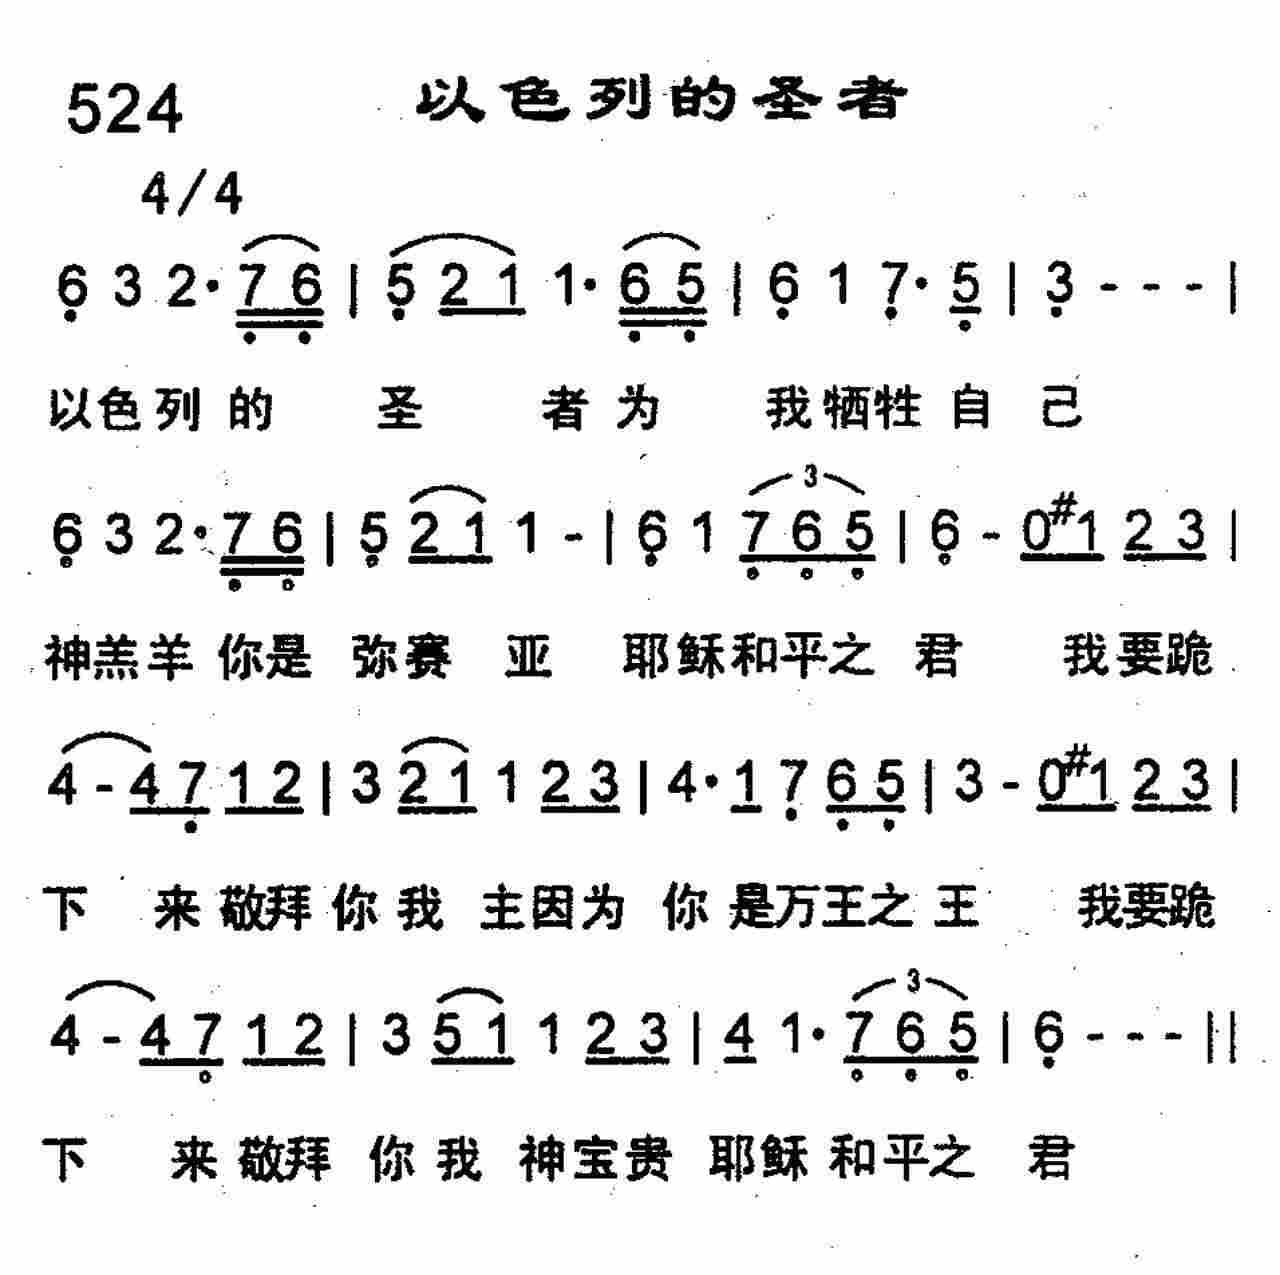 524 以色列的圣者
4/4
6 3 2· 7 6 | 5 2 1 1· 6 5 | 6 1 7· 5 | 3 - - - |
以色列的 圣 者为 我牺牲自己
6 3 2· 7 6 | 5 2 1 1 - | 6 1 3 7 6 5 | 6 - 0 #1 2 3 |
神羔羊你是弥赛亚 耶稣和平之君 我要跪
4 - 4 7 1 2 | 3 2 1 1 2 3 | 4· 1 7 6 5 | 3 - 0 #1 2 3 |
下 来敬拜你我 主因为你是万王之王 我要跪
4 - 4 7 1 2 | 3 5 1 1 2 3 | 4 1· 3 7 6 5 | 6 - - - ||
下 来敬拜 你我 神宝贵 耶稣 和平之 君